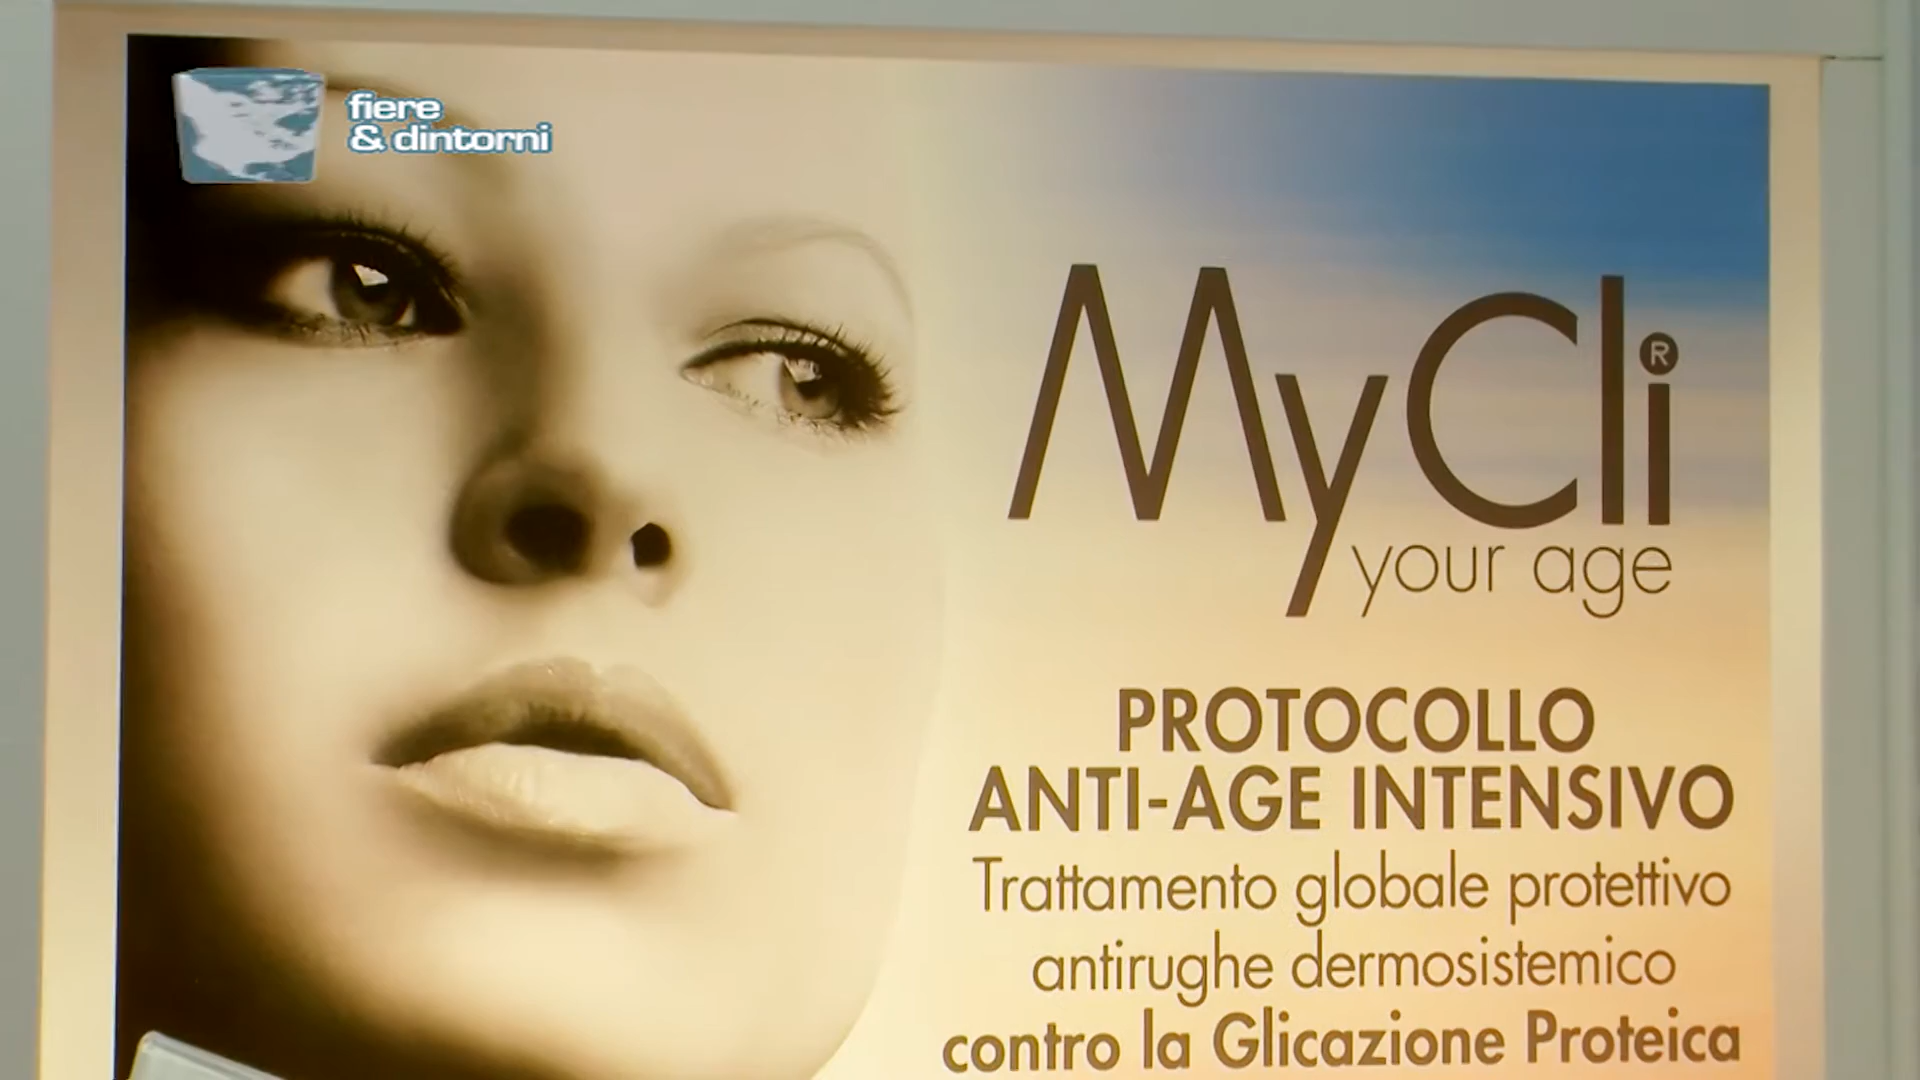 fiere
& dintorni
MyCli®
your age
PROTOCOLLO
ANTI-AGE INTENSIVO
Trattamento globale protettivo
antirughe dermosistemico
contro la Glicazione Proteica